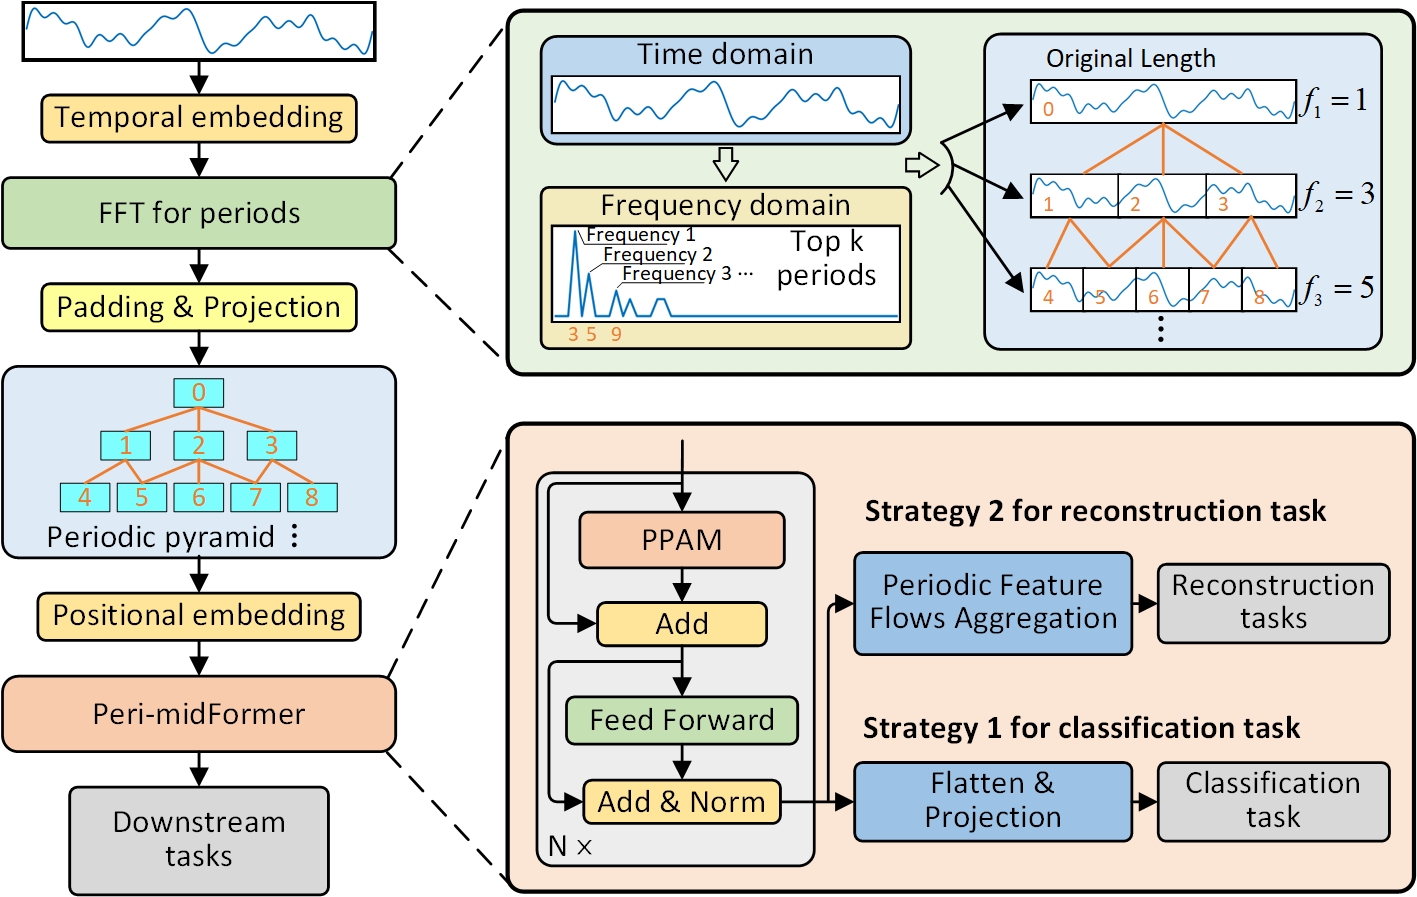 Temporal embedding
FFT for periods
Padding & Projection
0
1 2 3
4 5 6 7 8
Periodic pyramid ⋮
Positional embedding
Peri-midFormer
Downstream
tasks
Time domain
Frequency domain
Frequency 1
Frequency 2
Frequency 3 ···
Top k
periods
3 5 9
Original Length
0
f₁ = 1
1 2 3
f₂ = 3
4 5 6 7 8
f₃ = 5
⋮
PPAM
Add
Feed Forward
Add & Norm
N ×
Strategy 2 for reconstruction task
Periodic Feature
Flows Aggregation
Reconstruction
tasks
Strategy 1 for classification task
Flatten &
Projection
Classification
task